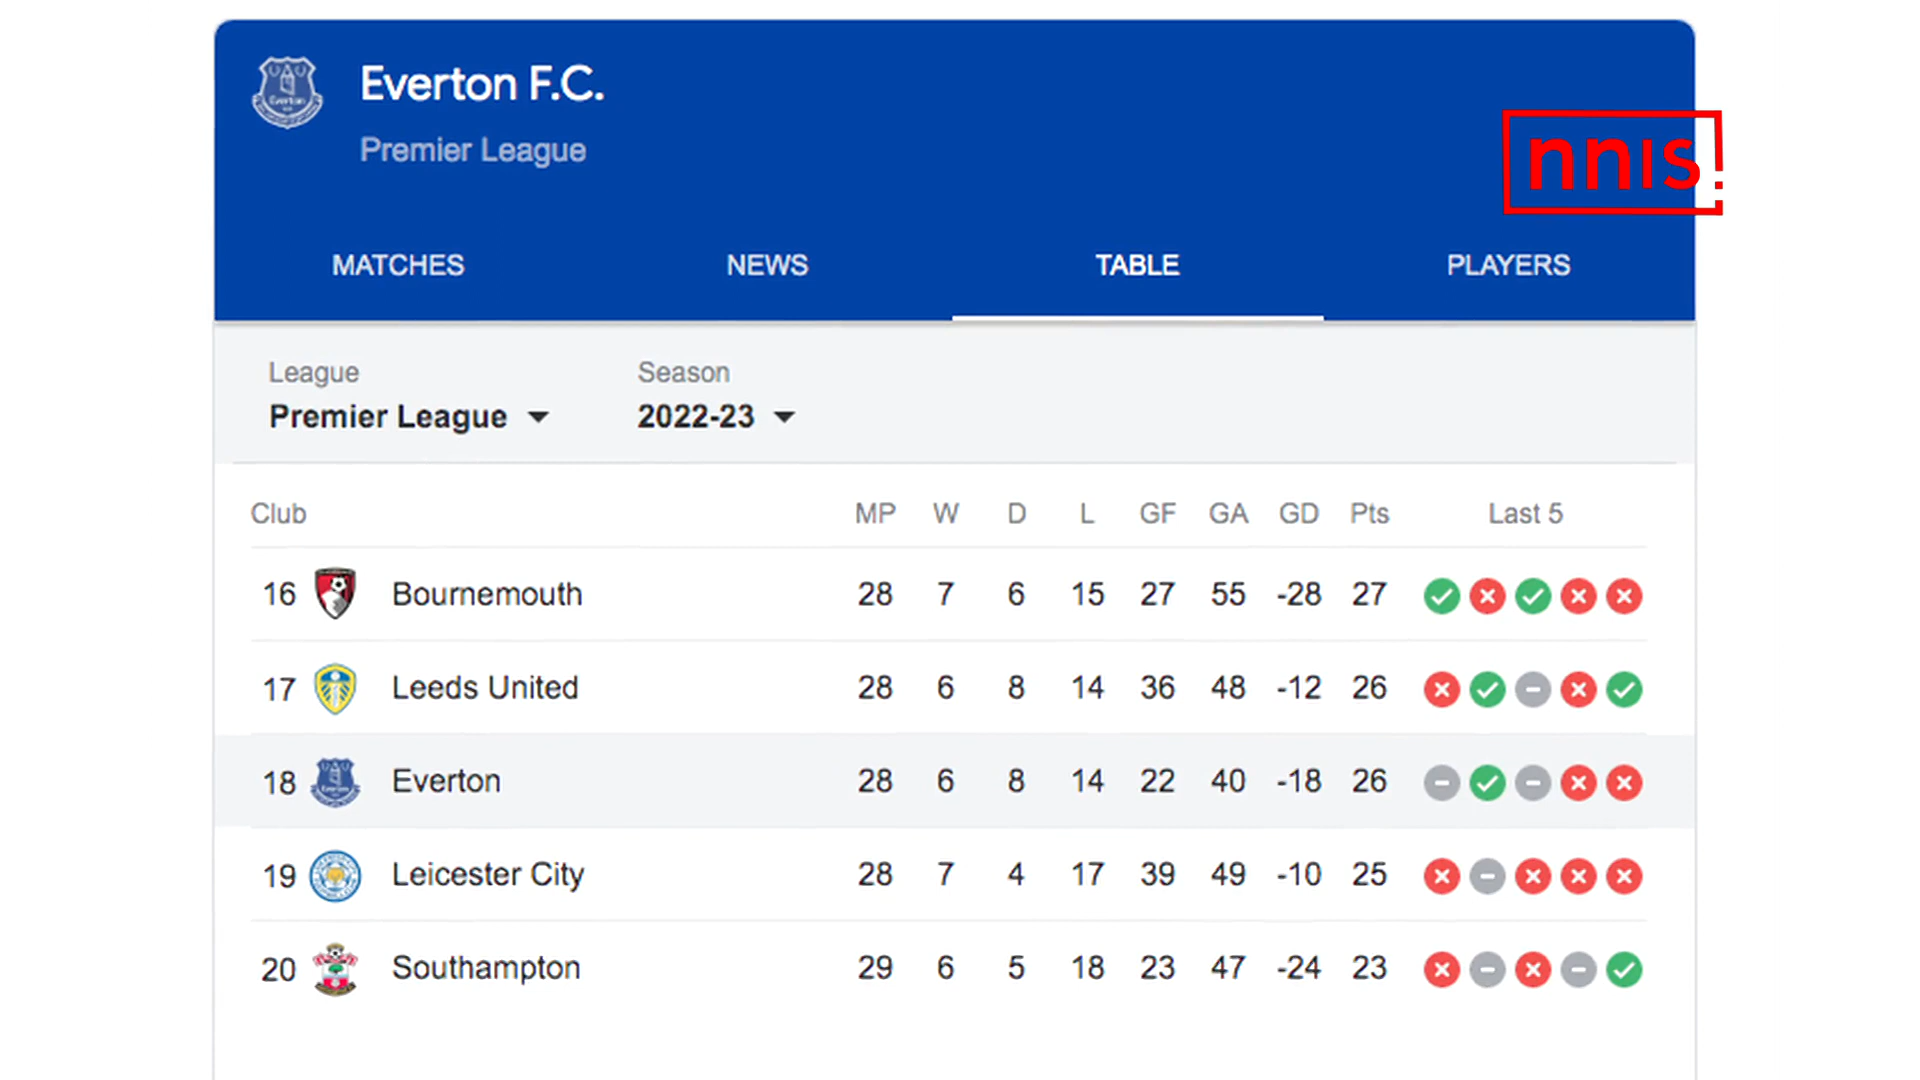 Everton F.C.
Premier League
nnis!
MATCHES NEWS TABLE PLAYERS
League Season
Premier League 2022-23
Club MP W D L GF GA GD Pts Last 5
16 Bournemouth 28 7 6 15 27 55 -28 27
17 Leeds United 28 6 8 14 36 48 -12 26
18 Everton 28 6 8 14 22 40 -18 26
19 Leicester City 28 7 4 17 39 49 -10 25
20 Southampton 29 6 5 18 23 47 -24 23